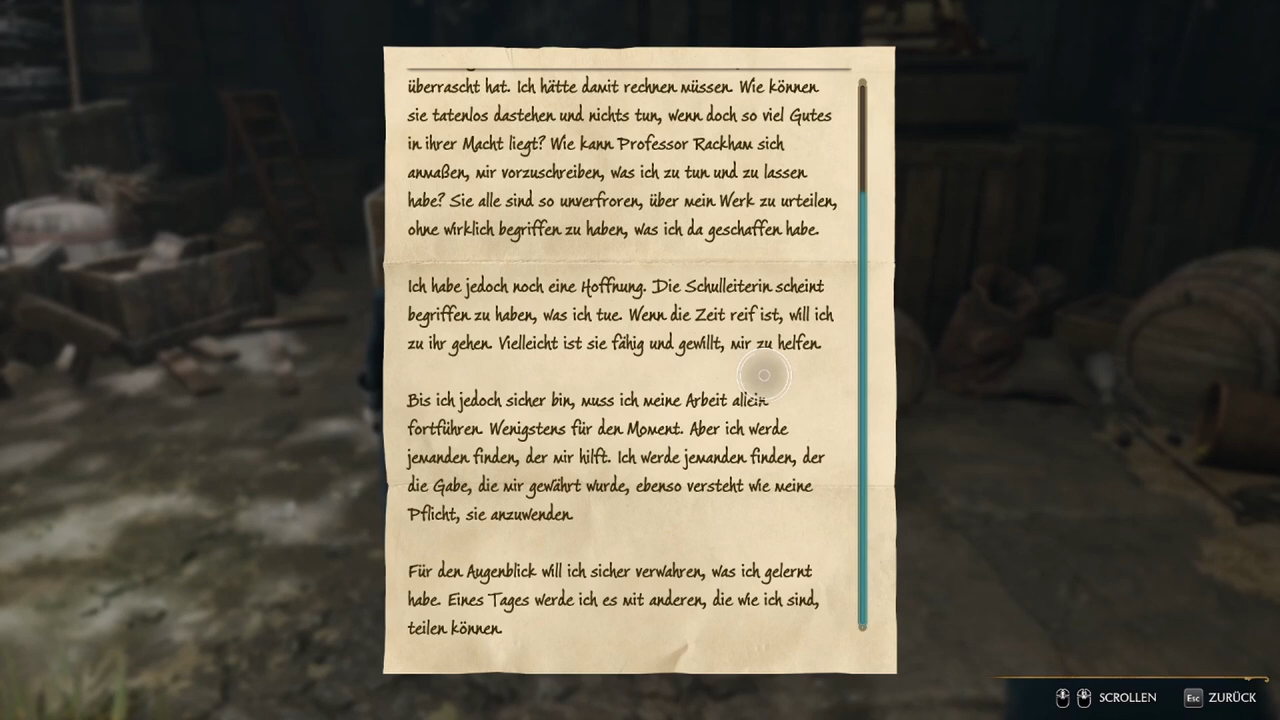 überrascht hat. Ich hätte damit rechnen müssen. Wie können
sie tatenlos dastehen und nichts tun, wenn doch so viel Gutes
in ihrer Macht liegt? Wie kann Professor Rackham sich
anmaßen, mir vorzuschreiben, was ich zu tun und zu lassen
habe? Sie alle sind so unverfroren, über mein Werk zu urteilen,
ohne wirklich begriffen zu haben, was ich da geschaffen habe.
Ich habe jedoch noch eine Hoffnung. Die Schulleiterin scheint
begriffen zu haben, was ich tue. Wenn die Zeit reif ist, will ich
zu ihr gehen. Vielleicht ist sie fähig und gewillt, mir zu helfen.
Bis ich jedoch sicher bin, muss ich meine Arbeit allein
fortführen. Wenigstens für den Moment. Aber ich werde
jemanden finden, der mir hilft. Ich werde jemanden finden, der
die Gabe, die mir gewährt wurde, ebenso versteht wie meine
Pflicht, sie anzuwenden.
Für den Augenblick will ich sicher verwahren, was ich gelernt
habe. Eines Tages werde ich es mit anderen, die wie ich sind,
teilen können.
SCROLLEN Esc ZURÜCK